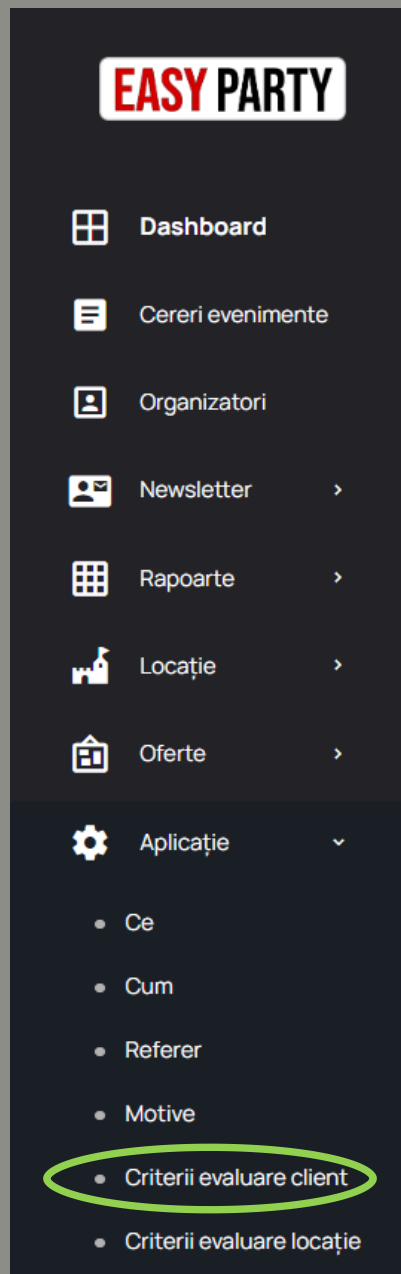 EASY PARTY
Dashboard
Cereri evenimente
Organizatori
Newsletter
Rapoarte
Locație
Oferte
Aplicație
Ce
Cum
Referer
Motive
Criterii evaluare client
Criterii evaluare locație